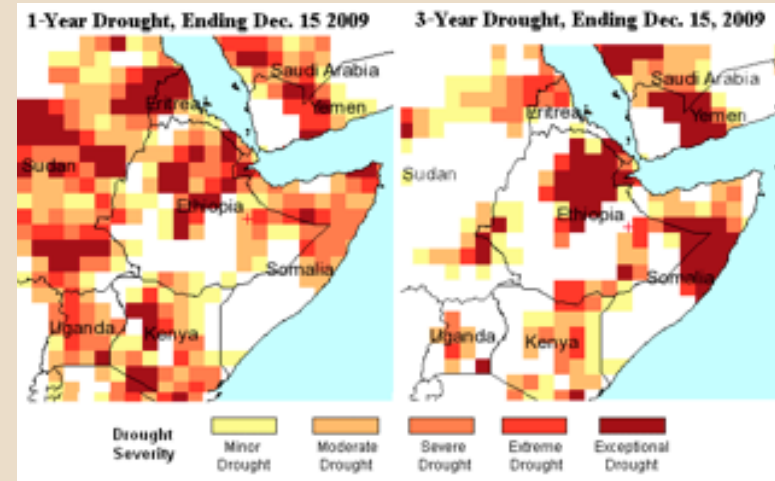 1-Year Drought, Ending Dec. 15 2009
Saudi Arabia
Eritrea
Yemen
Sudan
Ethiopia
Somalia
Uganda
Kenya
3-Year Drought, Ending Dec. 15, 2009
Saudi Arabia
Eritrea
Yemen
Sudan
Ethiopia
Somalia
Uganda
Kenya
Drought
Severity
Minor
Drought
Moderate
Drought
Severe
Drought
Extreme
Drought
Exceptional
Drought